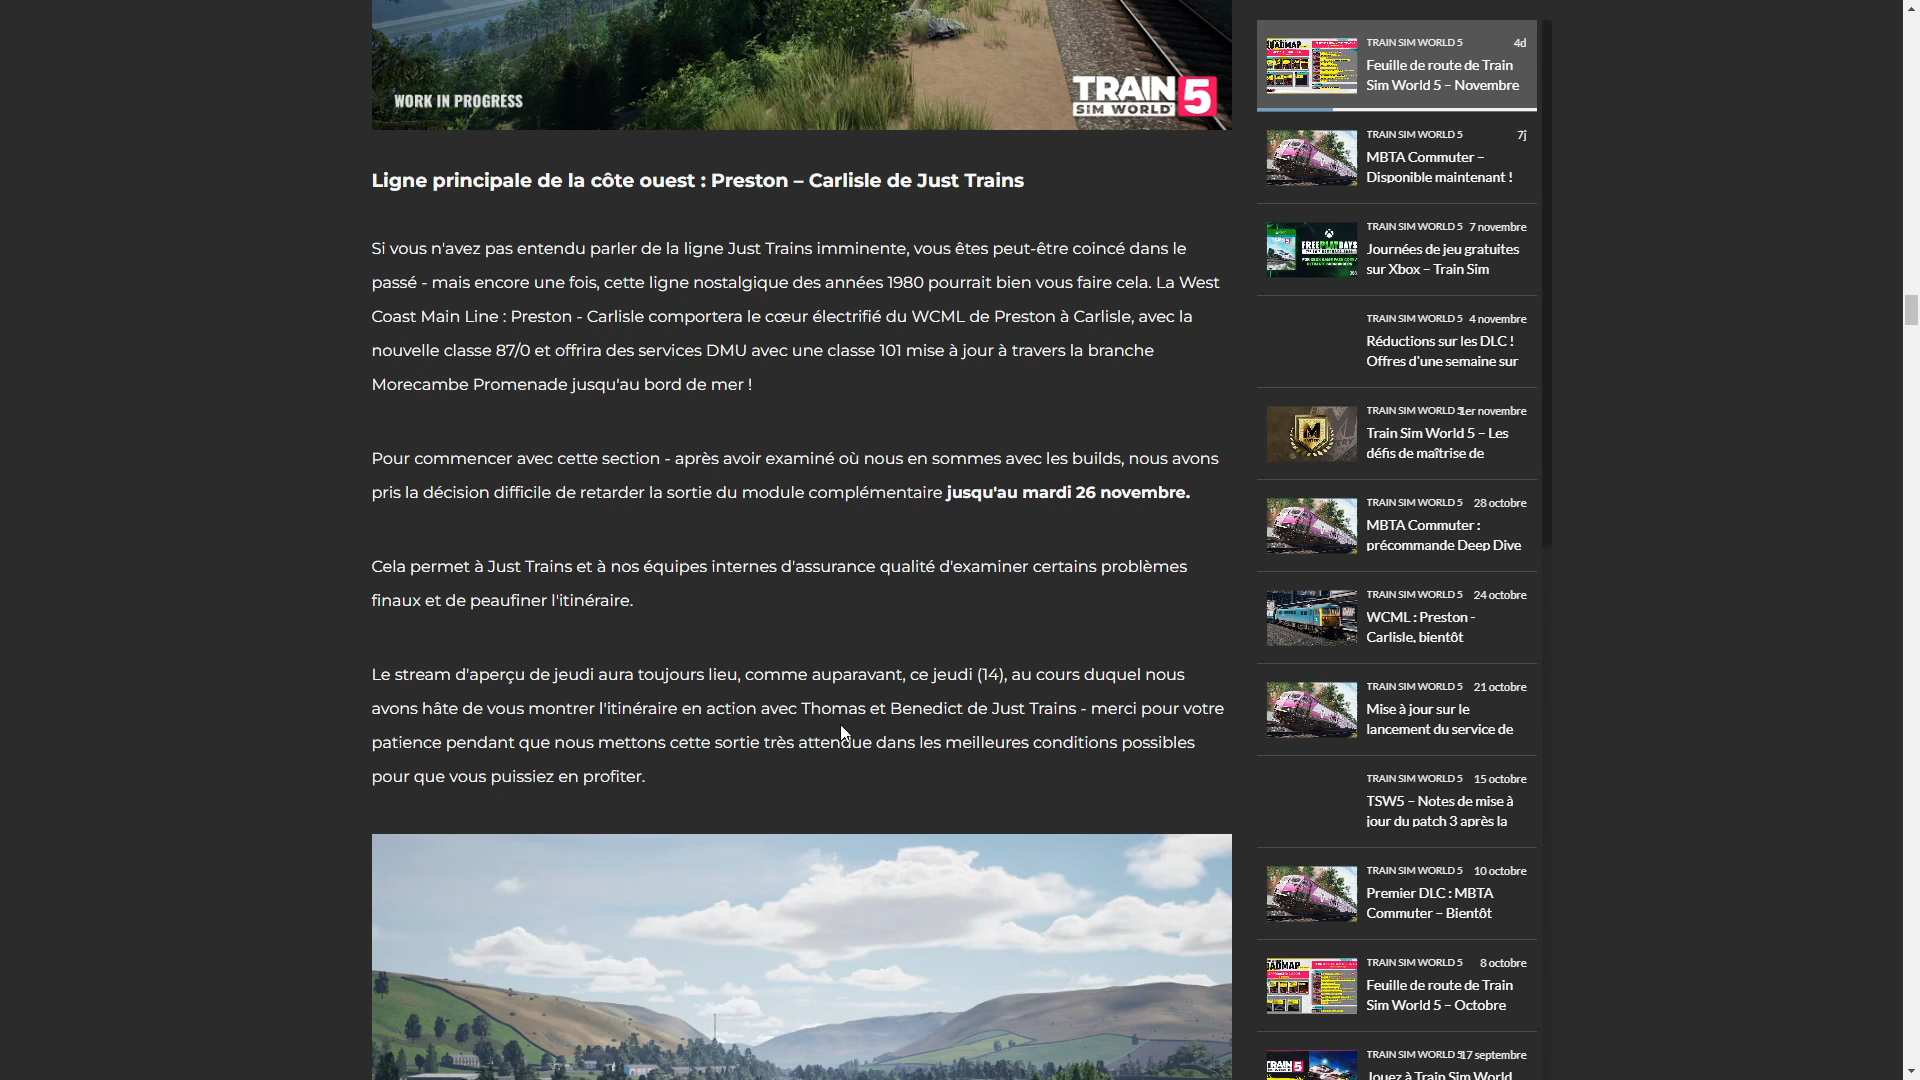 WORK IN PROGRESS
TRAIN
SIM WORLD 5
Ligne principale de la côte ouest : Preston – Carlisle de Just Trains
Si vous n'avez pas entendu parler de la ligne Just Trains imminente, vous êtes peut-être coincé dans le
passé - mais encore une fois, cette ligne nostalgique des années 1980 pourrait bien vous faire cela. La West
Coast Main Line : Preston - Carlisle comportera le cœur électrifié du WCML de Preston à Carlisle, avec la
nouvelle classe 87/0 et offrira des services DMU avec une classe 101 mise à jour à travers la branche
Morecambe Promenade jusqu'au bord de mer !
Pour commencer avec cette section - après avoir examiné où nous en sommes avec les builds, nous avons
pris la décision difficile de retarder la sortie du module complémentaire jusqu'au mardi 26 novembre.
Cela permet à Just Trains et à nos équipes internes d'assurance qualité d'examiner certains problèmes
finaux et de peaufiner l'itinéraire.
Le stream d'aperçu de jeudi aura toujours lieu, comme auparavant, ce jeudi (14), au cours duquel nous
avons hâte de vous montrer l'itinéraire en action avec Thomas et Benedict de Just Trains - merci pour votre
patience pendant que nous mettons cette sortie très attendue dans les meilleures conditions possibles
pour que vous puissiez en profiter.
TRAIN SIM WORLD 5 4d
Feuille de route de Train
Sim World 5 – Novembre
TRAIN SIM WORLD 5 7j
MBTA Commuter –
Disponible maintenant !
TRAIN SIM WORLD 5 7 novembre
Journées de jeu gratuites
sur Xbox – Train Sim
FREE PLAY DAYS
TRAIN SIM WORLD 5 4 novembre
Réductions sur les DLC !
Offres d'une semaine sur
TRAIN SIM WORLD 5 1er novembre
Train Sim World 5 – Les
défis de maîtrise de
TRAIN SIM WORLD 5 28 octobre
MBTA Commuter :
précommande Deep Dive
TRAIN SIM WORLD 5 24 octobre
WCML : Preston -
Carlisle, bientôt
TRAIN SIM WORLD 5 21 octobre
Mise à jour sur le
lancement du service de
TRAIN SIM WORLD 5 15 octobre
TSW5 – Notes de mise à
jour du patch 3 après la
TRAIN SIM WORLD 5 10 octobre
Premier DLC : MBTA
Commuter – Bientôt
TRAIN SIM WORLD 5 8 octobre
Feuille de route de Train
Sim World 5 – Octobre
TRAIN SIM WORLD 5 17 septembre
Jouez à Train Sim World